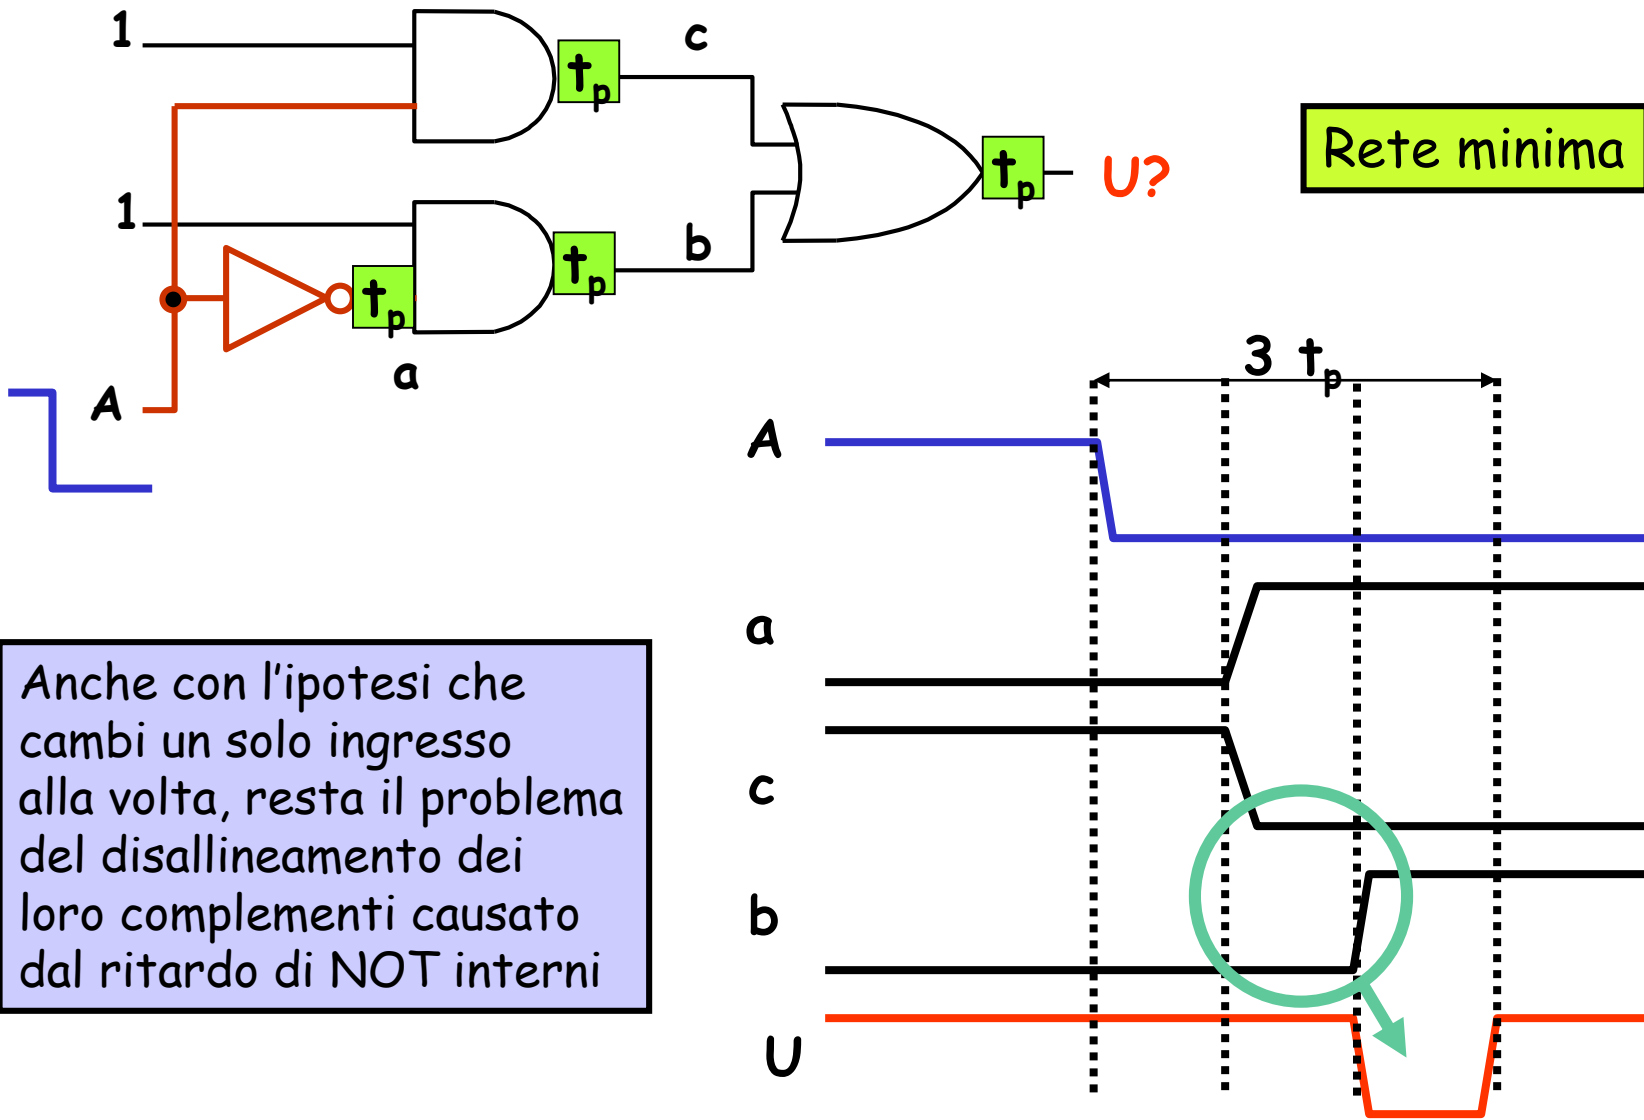 1
c
tp
Rete minima
tp
U?
1
b
tp
tp
a
A
3 tp
A
a
Anche con l'ipotesi che
cambi un solo ingresso
alla volta, resta il problema
del disallineamento dei
loro complementi causato
dal ritardo di NOT interni
c
b
U